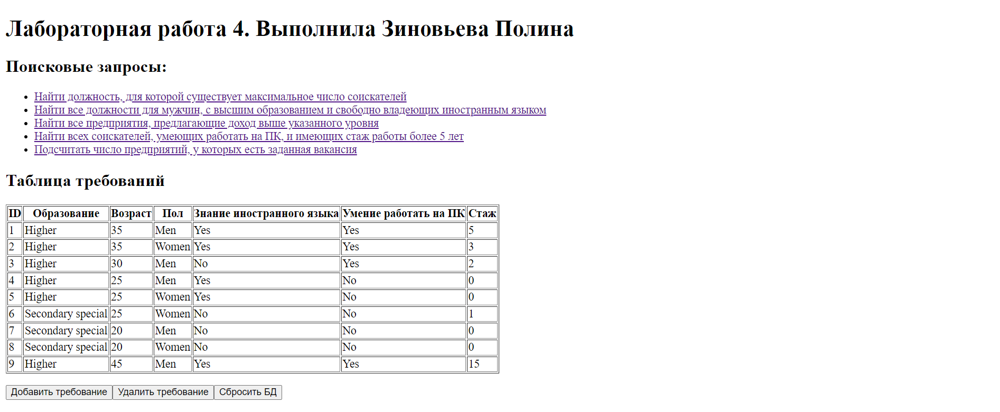 Лабораторная работа 4. Выполнила Зиновьева Полина
Поисковые запросы:
Найти должность, для которой существует максимальное число соискателей
Найти все должности для мужчин, с высшим образованием и свободно владеющих иностранным языком
Найти все предприятия, предлагающие доход выше указанного уровня
Найти всех соискателей, умеющих работать на ПК, и имеющих стаж работы более 5 лет
Подсчитать число предприятий, у которых есть заданная вакансия
Таблица требований
ID Образование Возраст Пол Знание иностранного языка Умение работать на ПК Стаж
1 Higher 35 Men Yes Yes 5
2 Higher 35 Women Yes Yes 3
3 Higher 30 Men No Yes 2
4 Higher 25 Men Yes No 0
5 Higher 25 Women Yes No 0
6 Secondary special 25 Women No No 1
7 Secondary special 20 Men No No 0
8 Secondary special 20 Women No No 0
9 Higher 45 Men Yes Yes 15
Добавить требование Удалить требование Сбросить БД